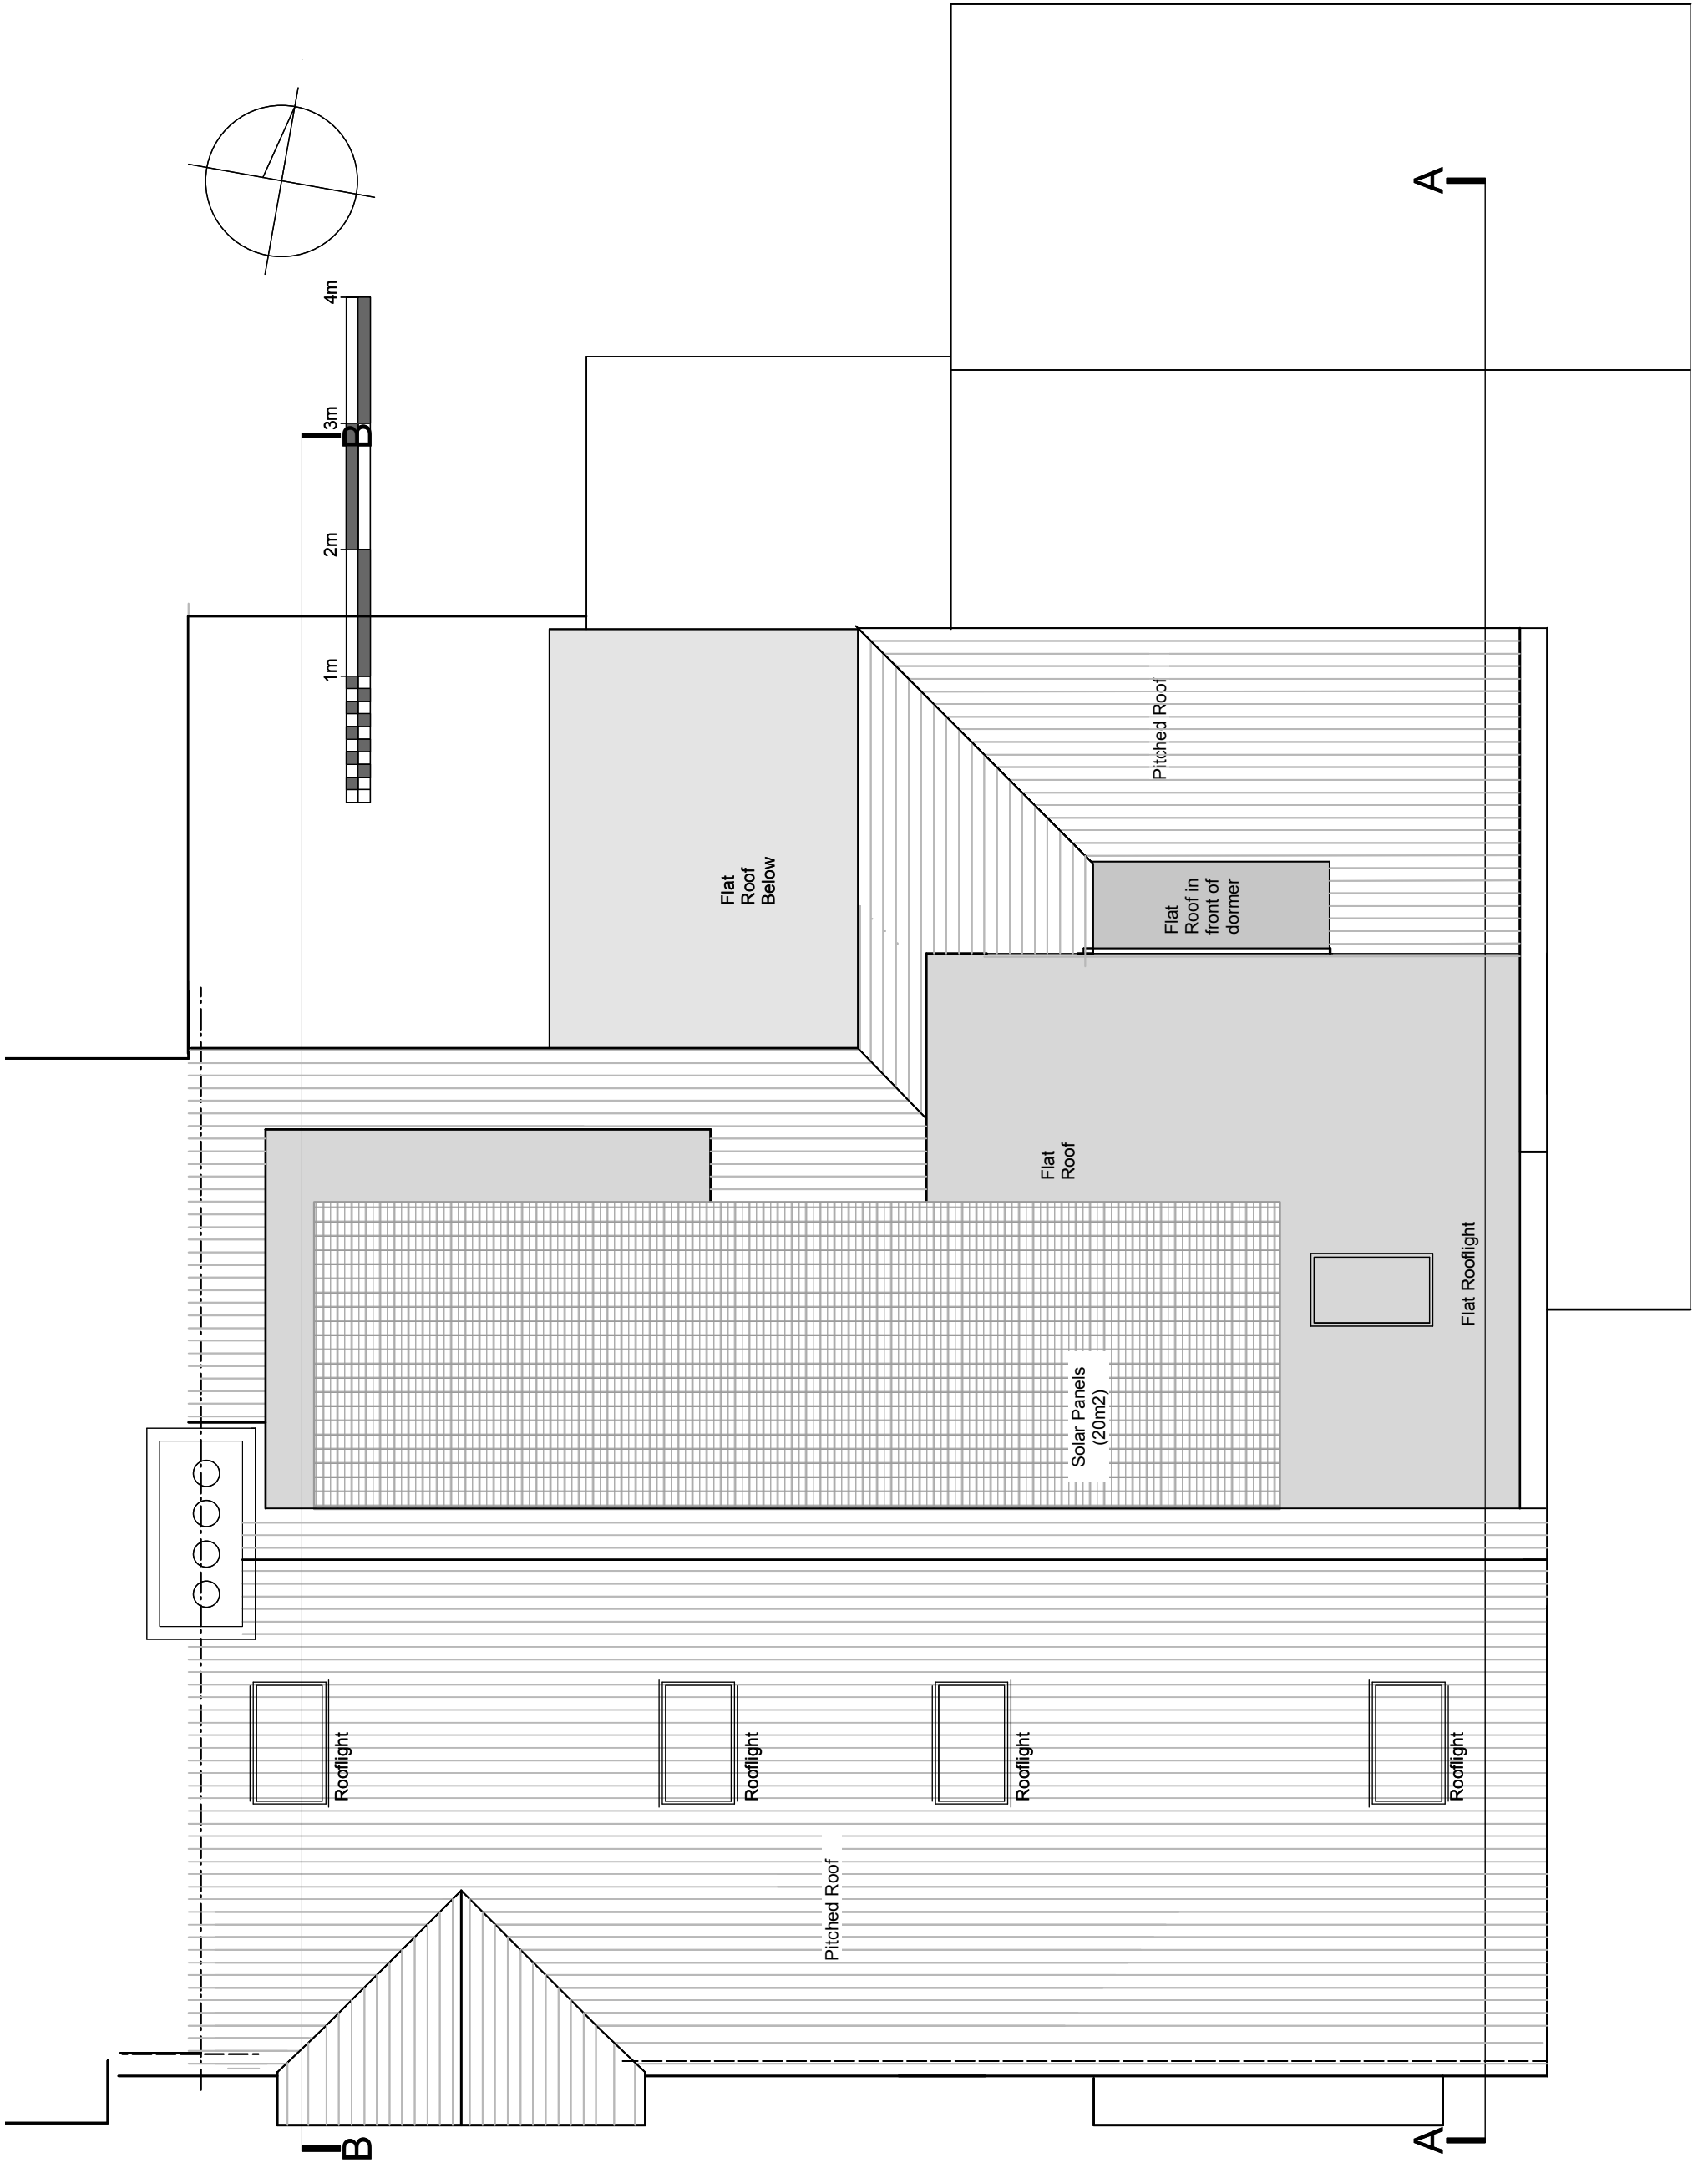 4m
3m
2m
1m
B
A
Flat
Roof
Below
Pitched Roof
Flat
Roof in
front of
dormer
Flat
Roof
Flat Rooflight
Solar Panels
(20m2)
Rooflight
Rooflight
Rooflight
Rooflight
Pitched Roof
B
A